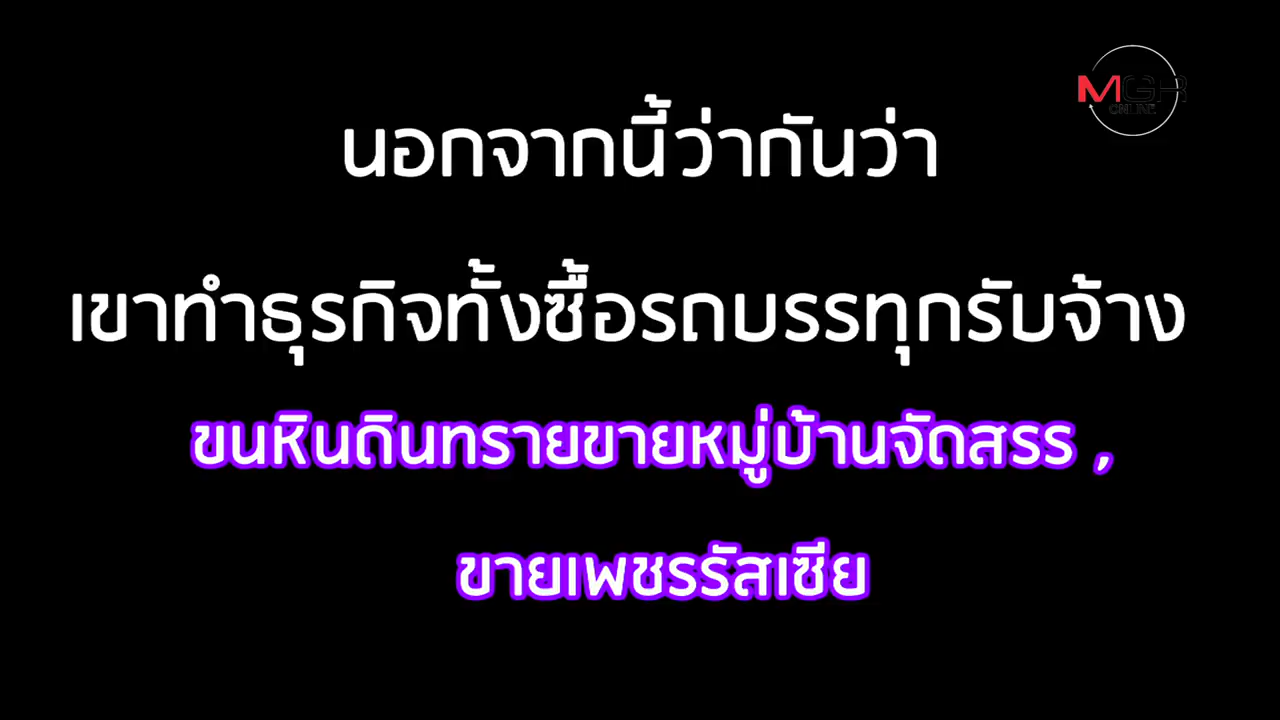 MGR
ONLINE
นอกจากนี้ว่ากันว่า
เขาทำธุรกิจทั้งซื้อรถบรรทุกรับจ้าง
ขนหินดินทรายขายหมู่บ้านจัดสรร ,
ขายเพชรรัสเซีย